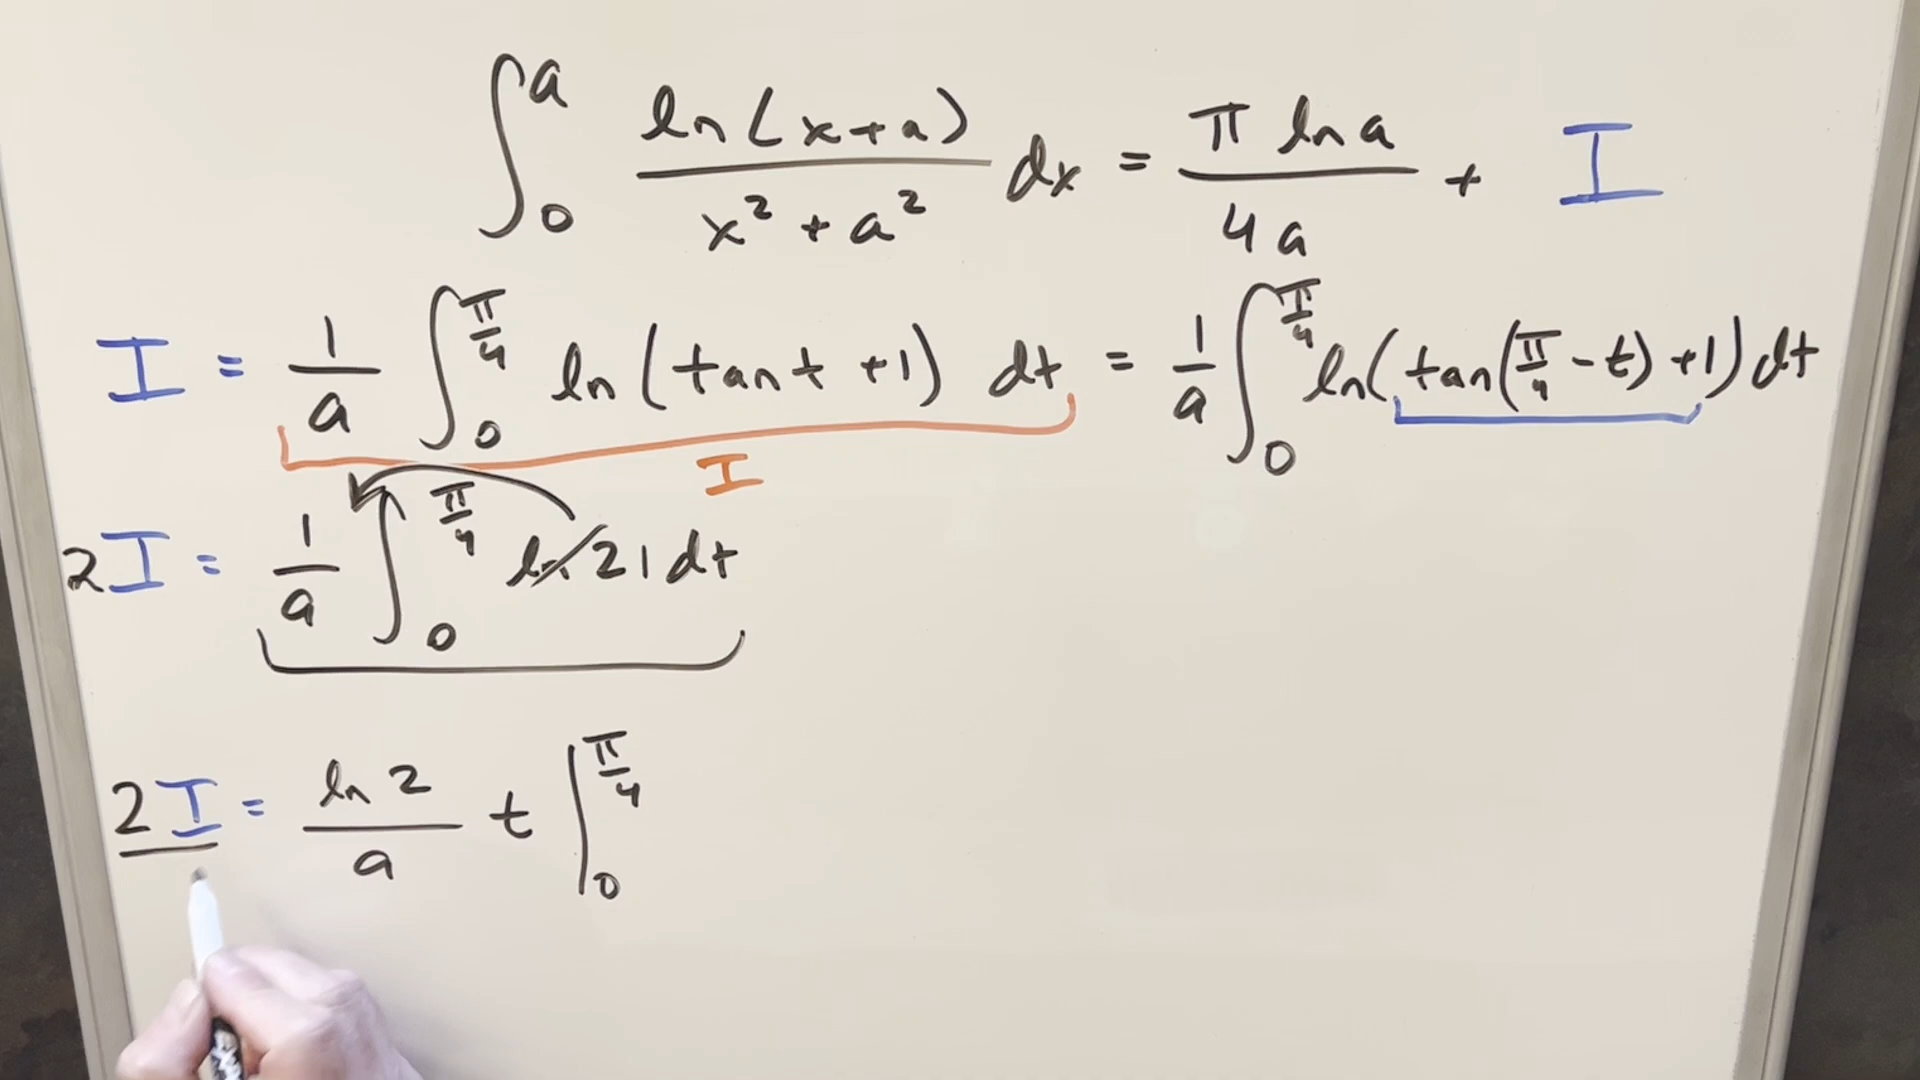 ∫₀^a ln(x+a)/(x²+a²) dx = π ln a/4a + I
I = 1/a ∫₀^(π/4) ln(tan t +1) dt = 1/a ∫₀^(π/4) ln(tan(π/4 - t) +1) dt
I
2I = 1/a ∫₀^(π/4) ln 2 1 dt
2I = ln 2/a t |₀^(π/4)